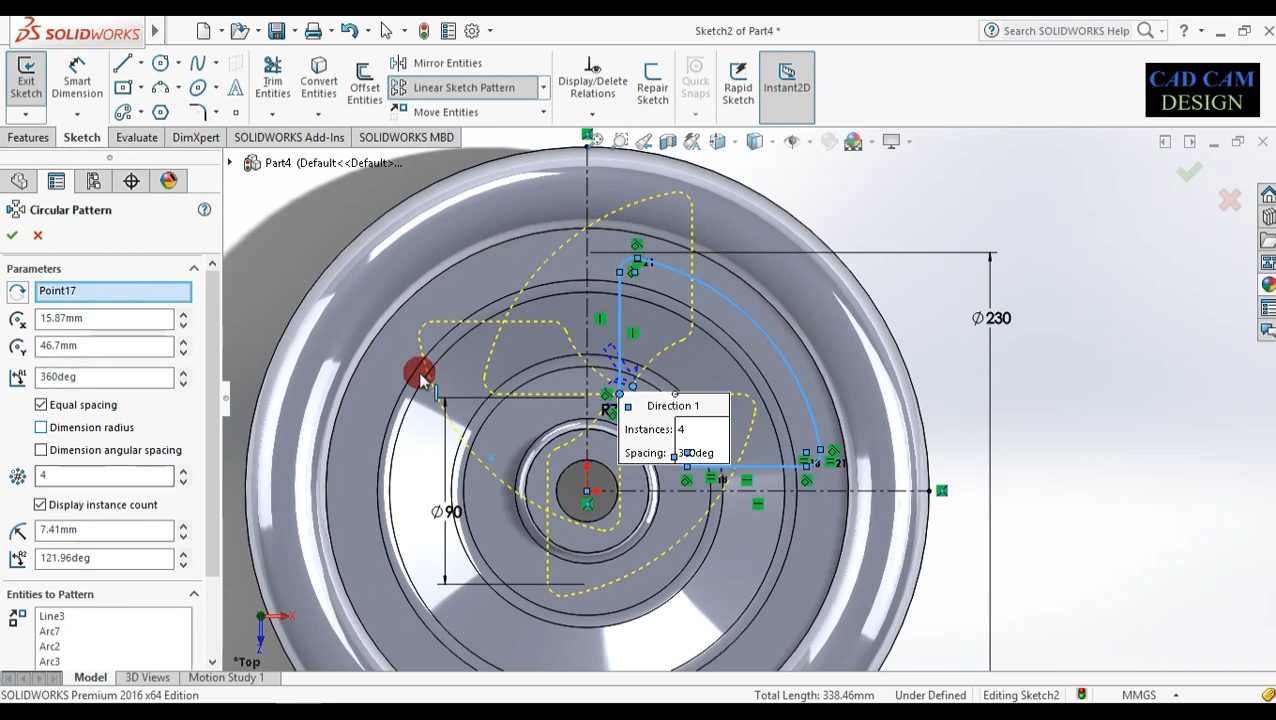 SOLIDWORKS
Sketch2 of Part4 *
Search SOLIDWORKS Help
?
Exit Sketch
Smart Dimension
Trim Entities
Convert Entities
Offset Entities
Mirror Entities
Linear Sketch Pattern
Move Entities
Display/Delete Relations
Repair Sketch
Quick Snaps
Rapid Sketch
Instant2D
CAD CAM
DESIGN
Features
Sketch
Evaluate
DimXpert
SOLIDWORKS Add-Ins
SOLIDWORKS MBD
Part4 (Default<<Default>...
Circular Pattern
Parameters
Point17
15.87mm
46.7mm
360deg
Equal spacing
Dimension radius
Dimension angular spacing
4
Display instance count
7.41mm
121.96deg
Entities to Pattern
Line3
Arc7
Arc2
Arc3
Ø230
Direction 1
Instances: 4
Spacing:
Ø90
X
Z
*Top
Model
3D Views
Motion Study 1
SOLIDWORKS Premium 2016 x64 Edition
Total Length: 338.46mm
Under Defined
Editing Sketch2
MMGS